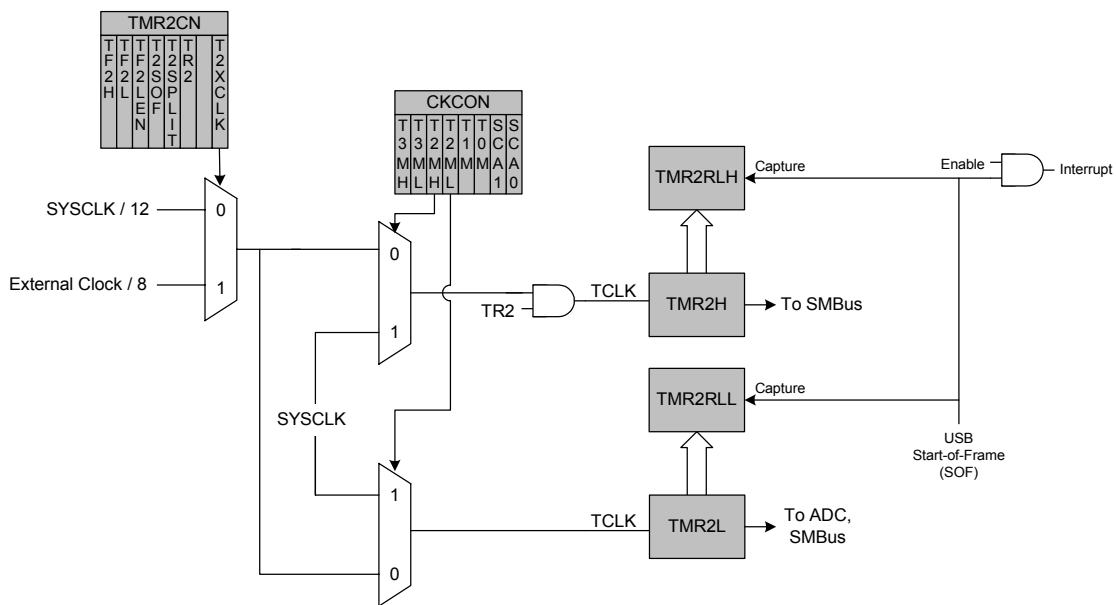 TMR2CN
TF2H
TF2L
TF2LEN
T2SOF
T2SPLIT
TR2
T2XCLK
CKCON
T3MH
T3ML
T2MH
T2ML
T1M
T0M
SCA1
SCA0
SYSCLK / 12
0
External Clock / 8
1
0
1
SYSCLK
1
0
TR2
TCLK
TMR2RLH
Capture
Enable
Interrupt
TMR2H
To SMBus
TMR2RLL
Capture
USB
Start-of-Frame
(SOF)
TCLK
TMR2L
To ADC,
SMBus